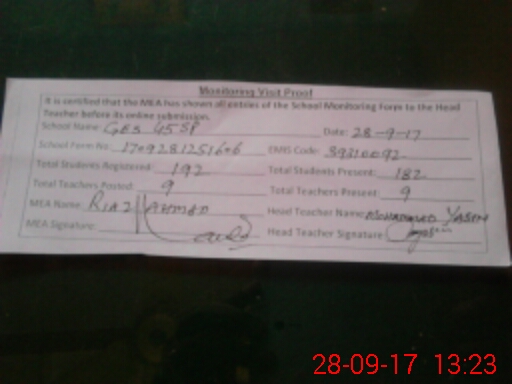 Monitoring Visit Proof
It is certified that the MEA has shown all entries of the School Monitoring Form to the Head
Teacher before its online submission.
School Name: GES 45 SP Date: 28-9-17
School Form No: EMIS Code: 39310092
Total Students Registered: 192 Total Students Present: 182
Total Teachers Posted: 9 Total Teachers Present: 9
MEA Name: Riaz Ahmad Head Teacher Name: Mohammad Yasin
MEA Signature: Head Teacher Signature:
28-09-17 13:23